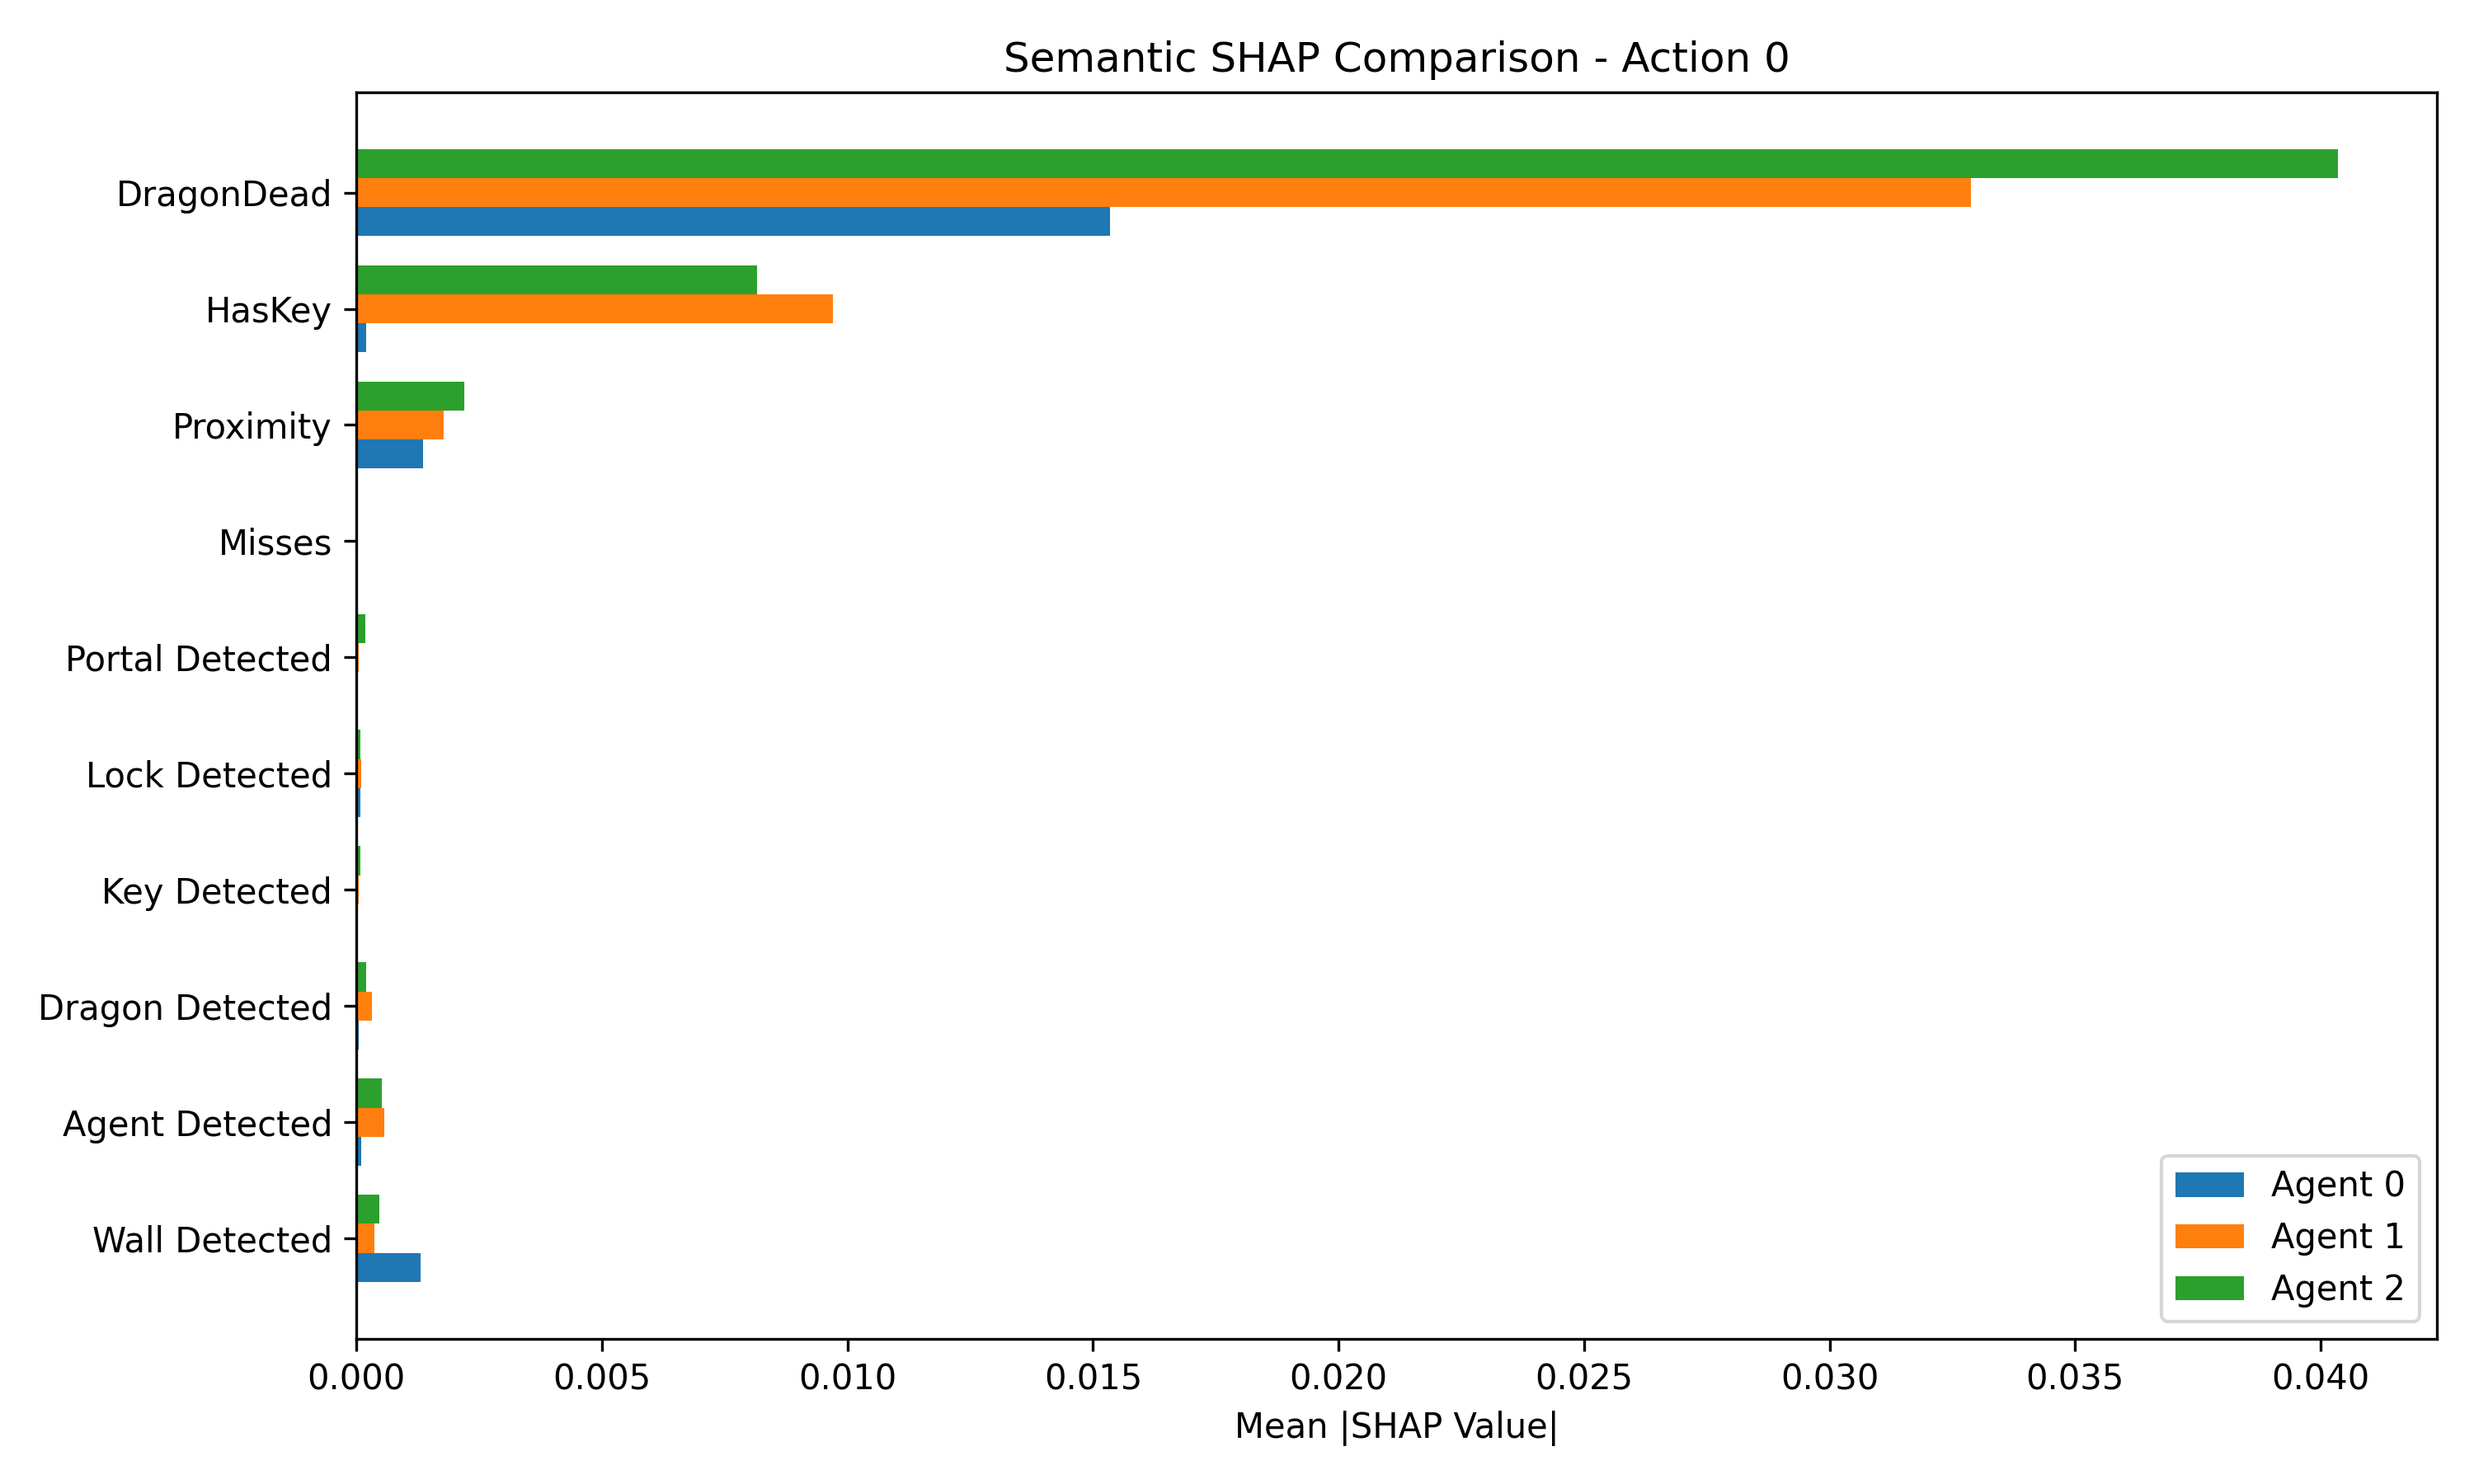 Semantic SHAP Comparison - Action 0
DragonDead
HasKey
Proximity
Misses
Portal Detected
Lock Detected
Key Detected
Dragon Detected
Agent Detected
Wall Detected
Agent 0
Agent 1
Agent 2
0.000 0.005 0.010 0.015 0.020 0.025 0.030 0.035 0.040
Mean |SHAP Value|